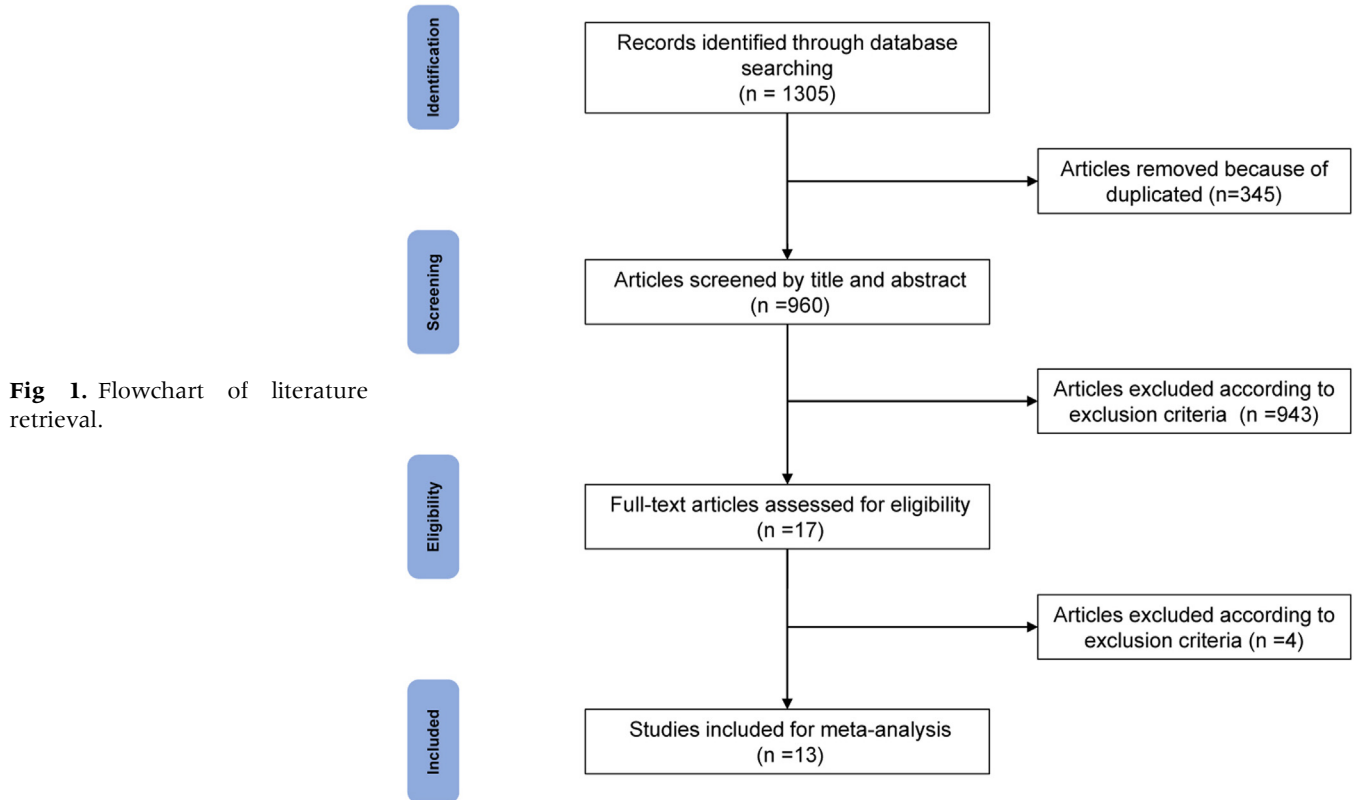 Identification
Records identified through database
searching
(n = 1305)
Articles removed because of
duplicated (n=345)
Screening
Articles screened by title and abstract
(n =960)
Fig 1. Flowchart of literature
retrieval.
Articles excluded according to
exclusion criteria (n =943)
Eligibility
Full-text articles assessed for eligibility
(n =17)
Articles excluded according to
exclusion criteria (n =4)
Included
Studies included for meta-analysis
(n =13)